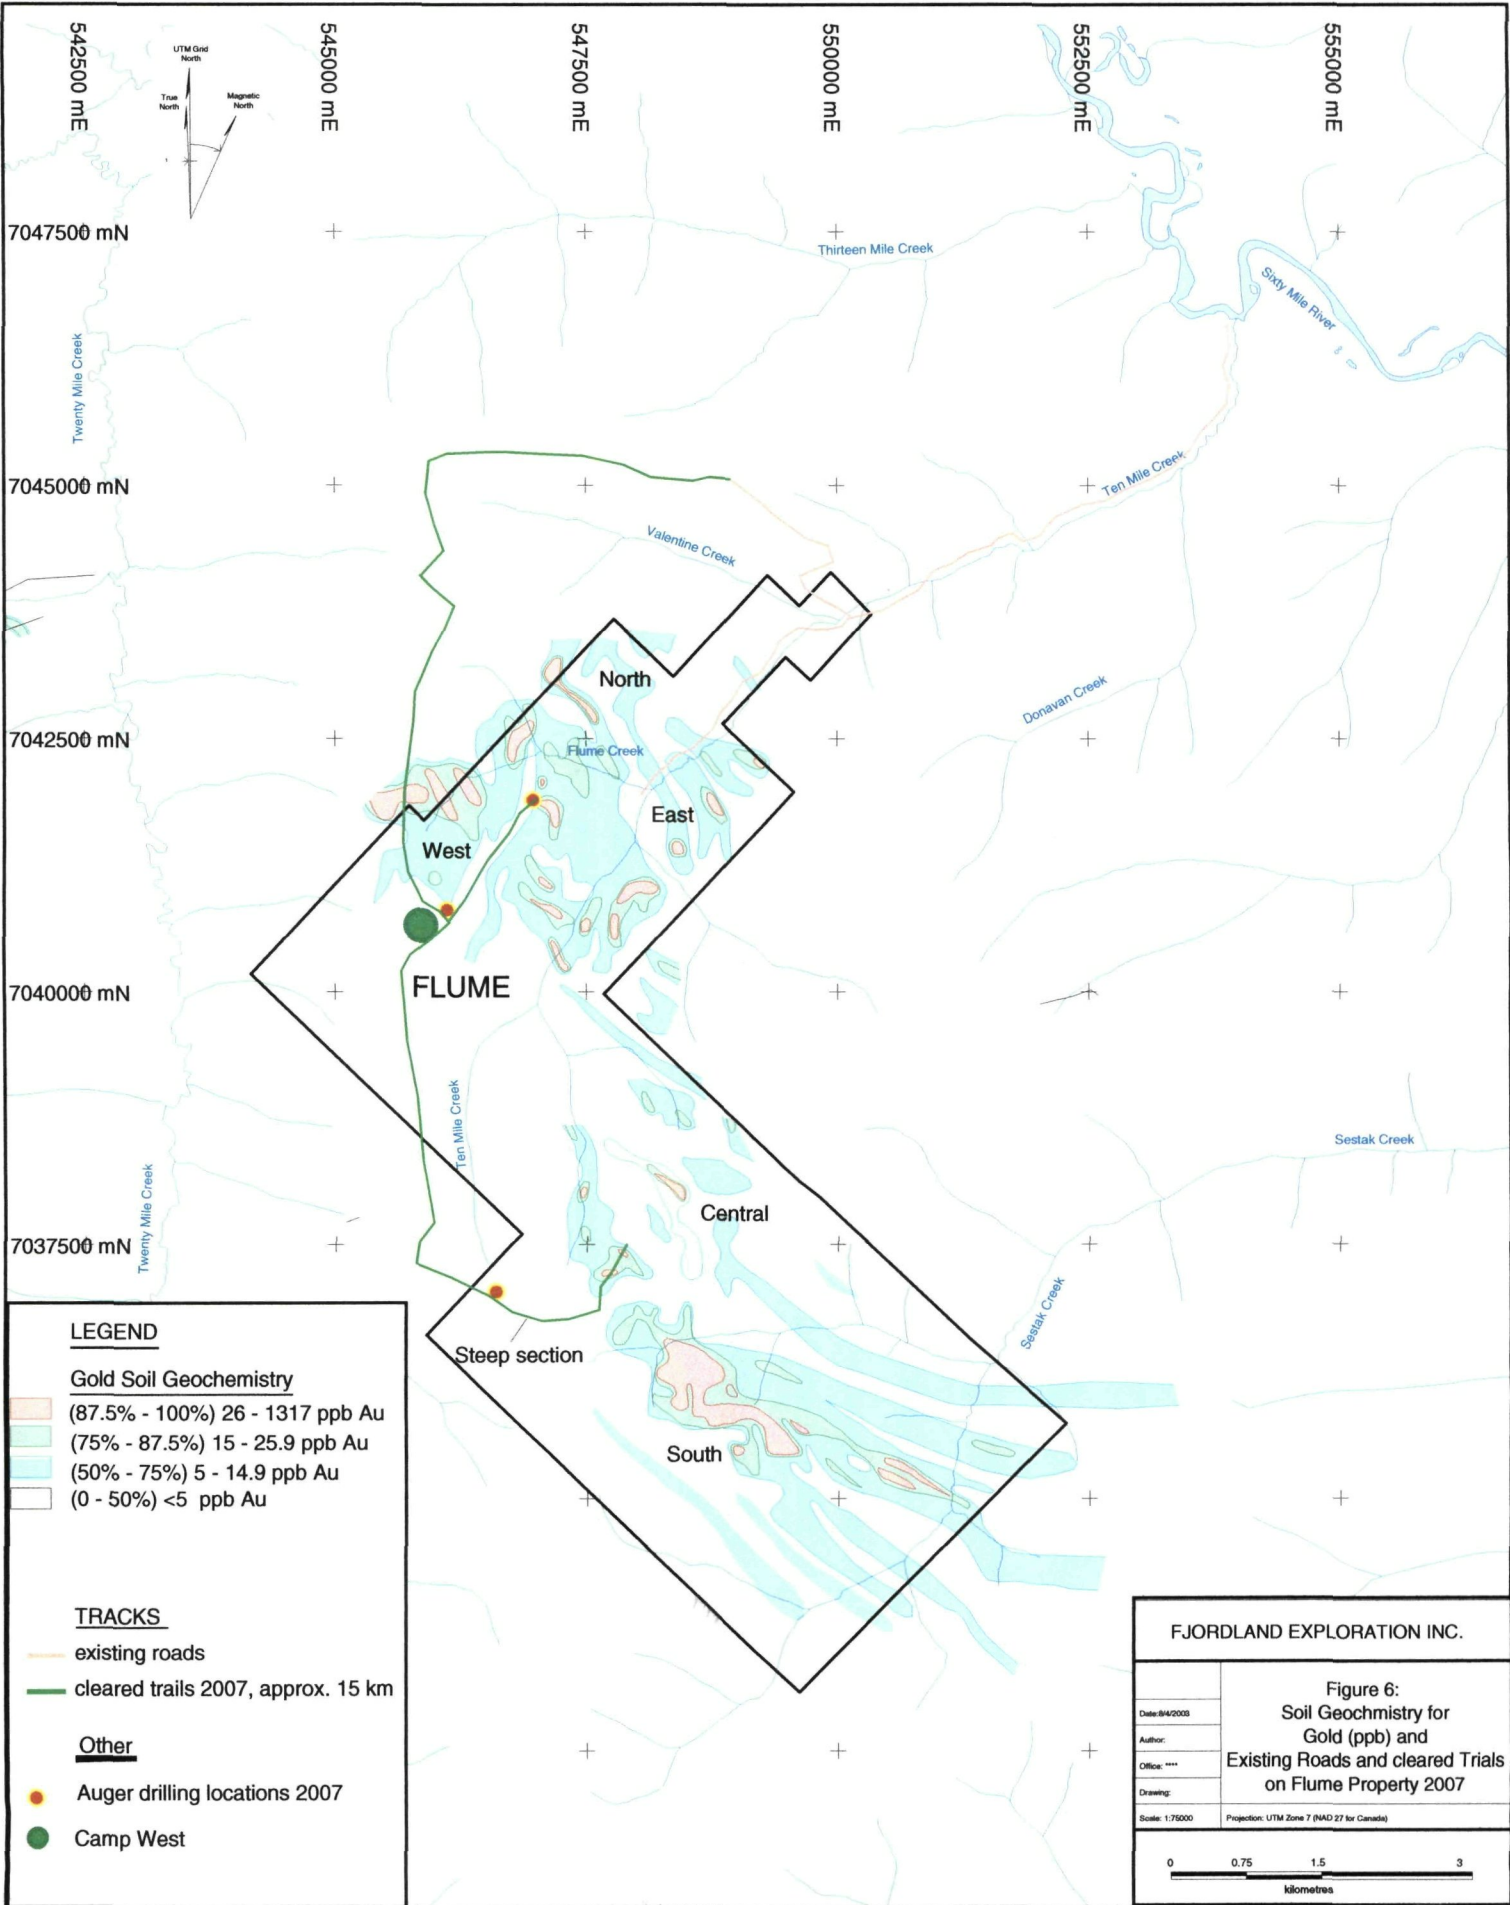 542500 mE
545000 mE
547500 mE
550000 mE
552500 mE
555000 mE
UTM Grid
North
True
North
Magnetic
North
7047500 mN
Thirteen Mile Creek
Sixty Mile River
Twenty Mile Creek
7045000 mN
Ten Mile Creek
Valentine Creek
North
Donavan Creek
7042500 mN
Flume Creek
East
West
7040000 mN
FLUME
Ten Mile Creek
Sestak Creek
Twenty Mile Creek
Central
7037500 mN
Sestak Creek
Steep section
South
LEGEND
Gold Soil Geochemistry
(87.5% - 100%) 26 - 1317 ppb Au
(75% - 87.5%) 15 - 25.9 ppb Au
(50% - 75%) 5 - 14.9 ppb Au
(0 - 50%) <5 ppb Au
TRACKS
existing roads
cleared trails 2007, approx. 15 km
Other
Auger drilling locations 2007
Camp West
FJORDLAND EXPLORATION INC.
Figure 6:
Soil Geochmistry for
Gold (ppb) and
Existing Roads and cleared Trials
on Flume Property 2007
Date:8/4/2008
Author:
Office: ****
Drawing:
Scale: 1:75000
Projection: UTM Zone 7 (NAD 27 for Canada)
0 0.75 1.5 3
kilometres